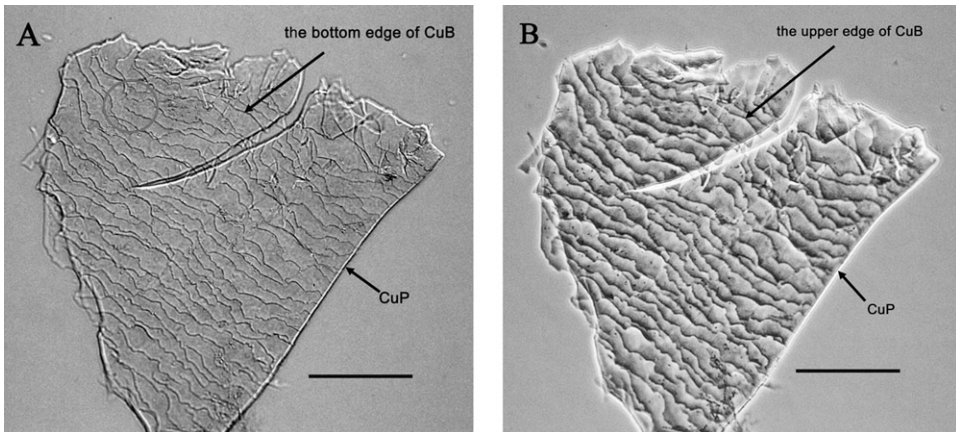 A
the bottom edge of CuB
CuP
B
the upper edge of CuB
CuP